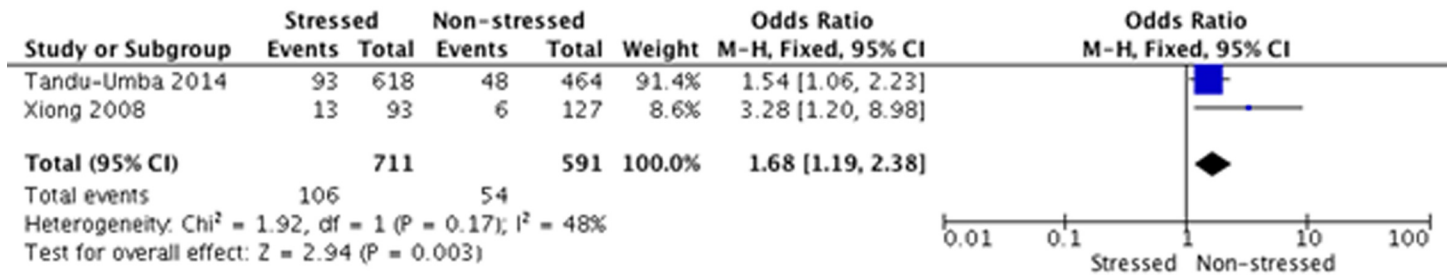 Stressed Non-stressed Odds Ratio Odds Ratio
Study or Subgroup Events Total Events Total Weight M-H, Fixed, 95% CI M-H, Fixed, 95% CI
Tandu-Umba 2014 93 618 48 464 91.4% 1.54 [1.06, 2.23]
Xiong 2008 13 93 6 127 8.6% 3.28 [1.20, 8.98]
Total (95% CI) 711 591 100.0% 1.68 [1.19, 2.38]
Total events 106 54
Heterogeneity: Chi² = 1.92, df = 1 (P = 0.17); I² = 48%
Test for overall effect: Z = 2.94 (P = 0.003)
0.01 0.1 1 10 100
Stressed Non-stressed